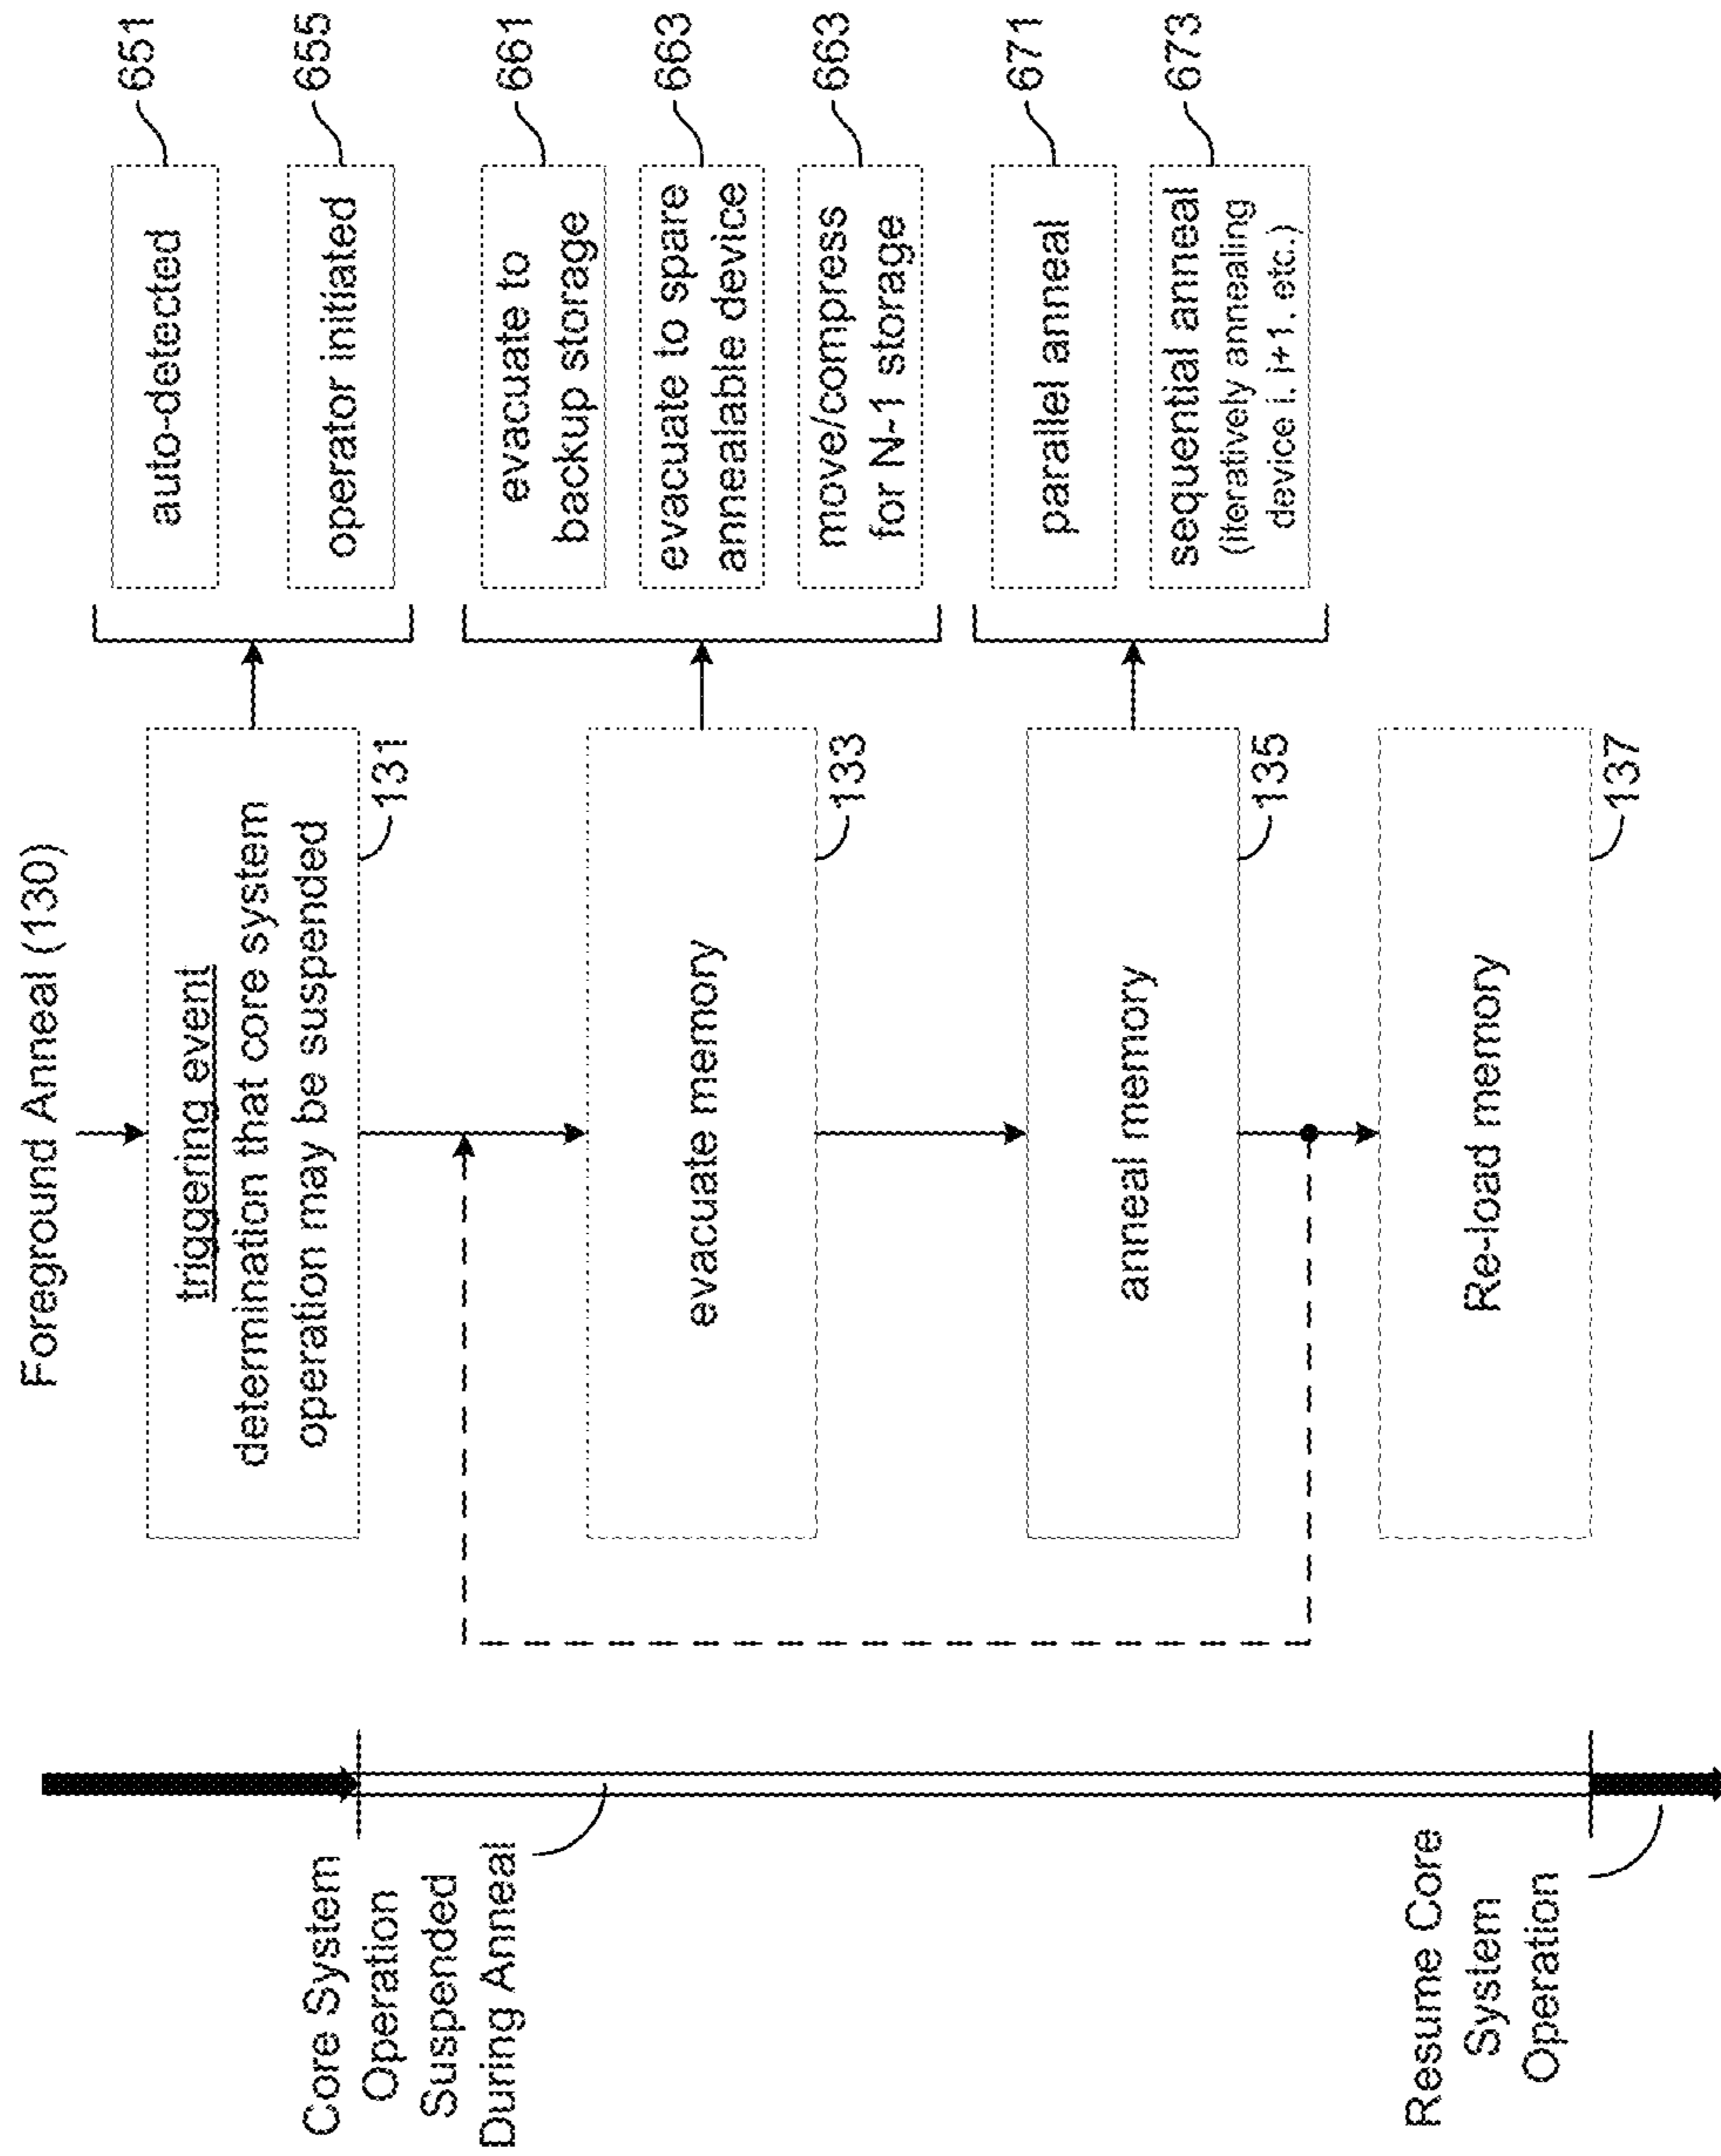 Foreground Anneal (130)
triggering event
determination that core system
operation may be suspended
131
auto-detected
651
operator initiated
655
evacuate memory
133
evacuate to
backup storage
661
evacuate to spare
annealable device
663
move/compress
for N-1 storage
663
anneal memory
135
parallel anneal
671
sequential anneal
(iteratively annealing
device i, i+1, etc.)
673
Re-load memory
137
Core System
Operation
Suspended
During Anneal
Resume Core
System
Operation